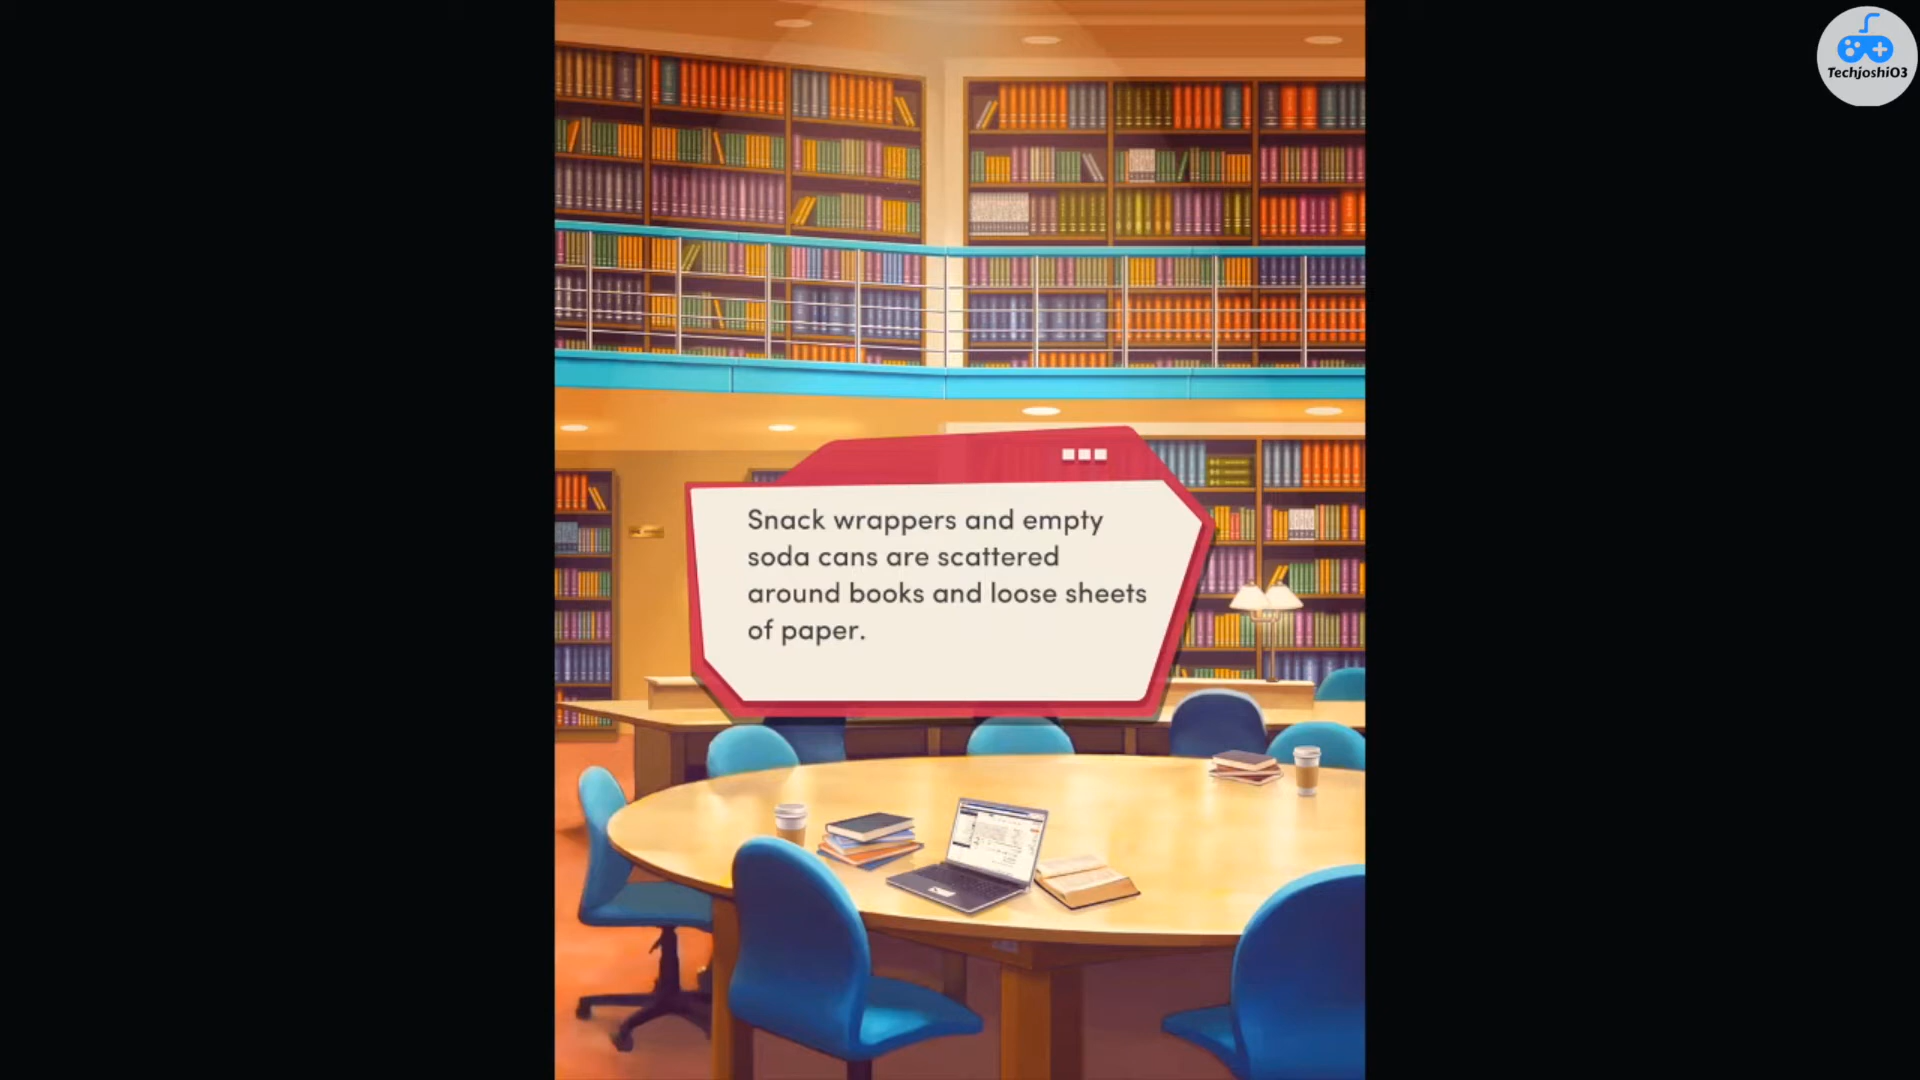 Techjoshi03
Snack wrappers and empty
soda cans are scattered
around books and loose sheets
of paper.